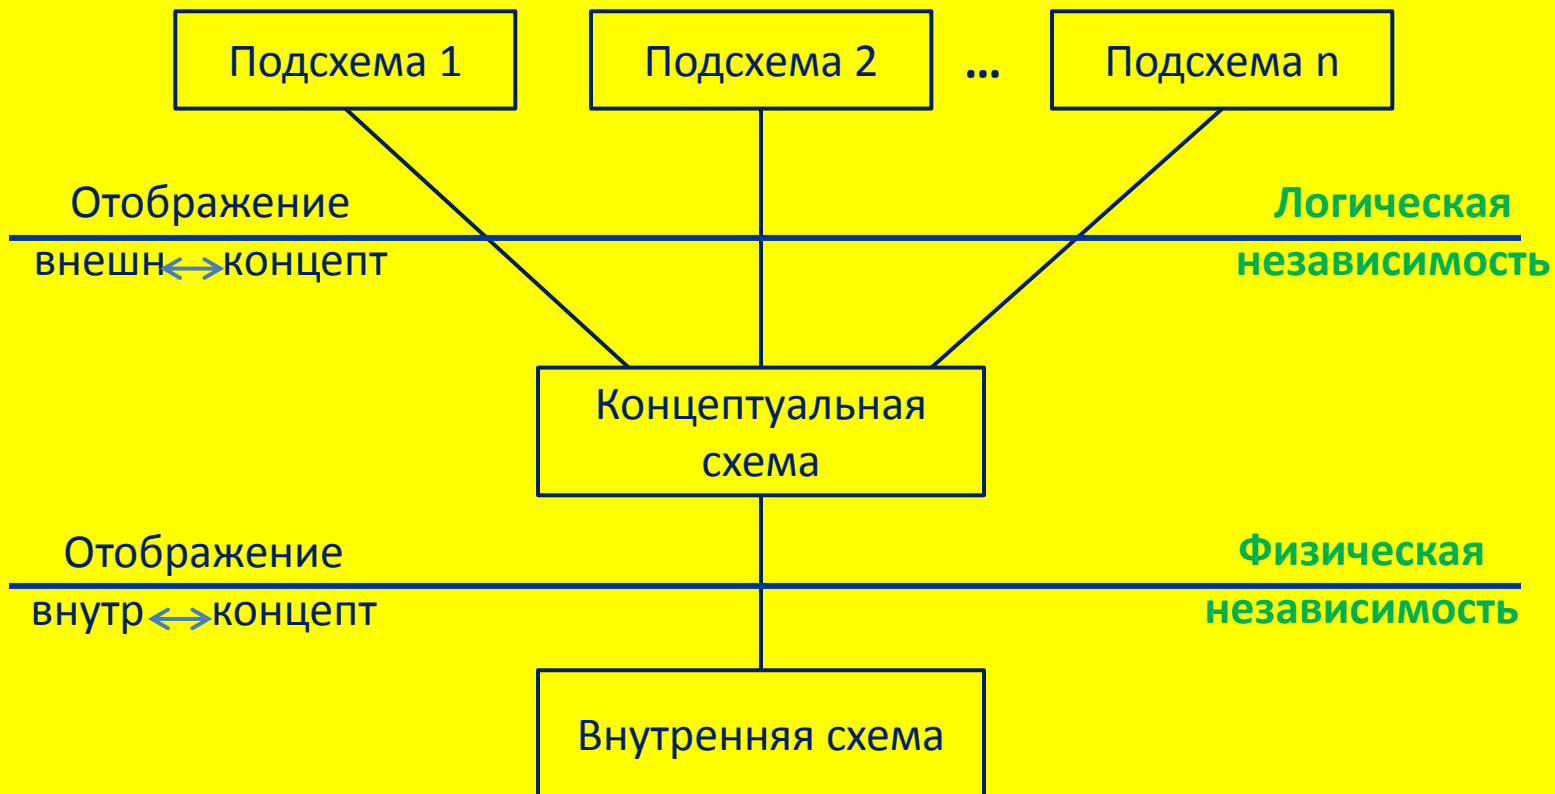 Подсхема 1
Подсхема 2
...
Подсхема n
Отображение
внешн концепт
Логическая
независимость
Концептуальная
схема
Отображение
внутр концепт
Физическая
независимость
Внутренняя схема